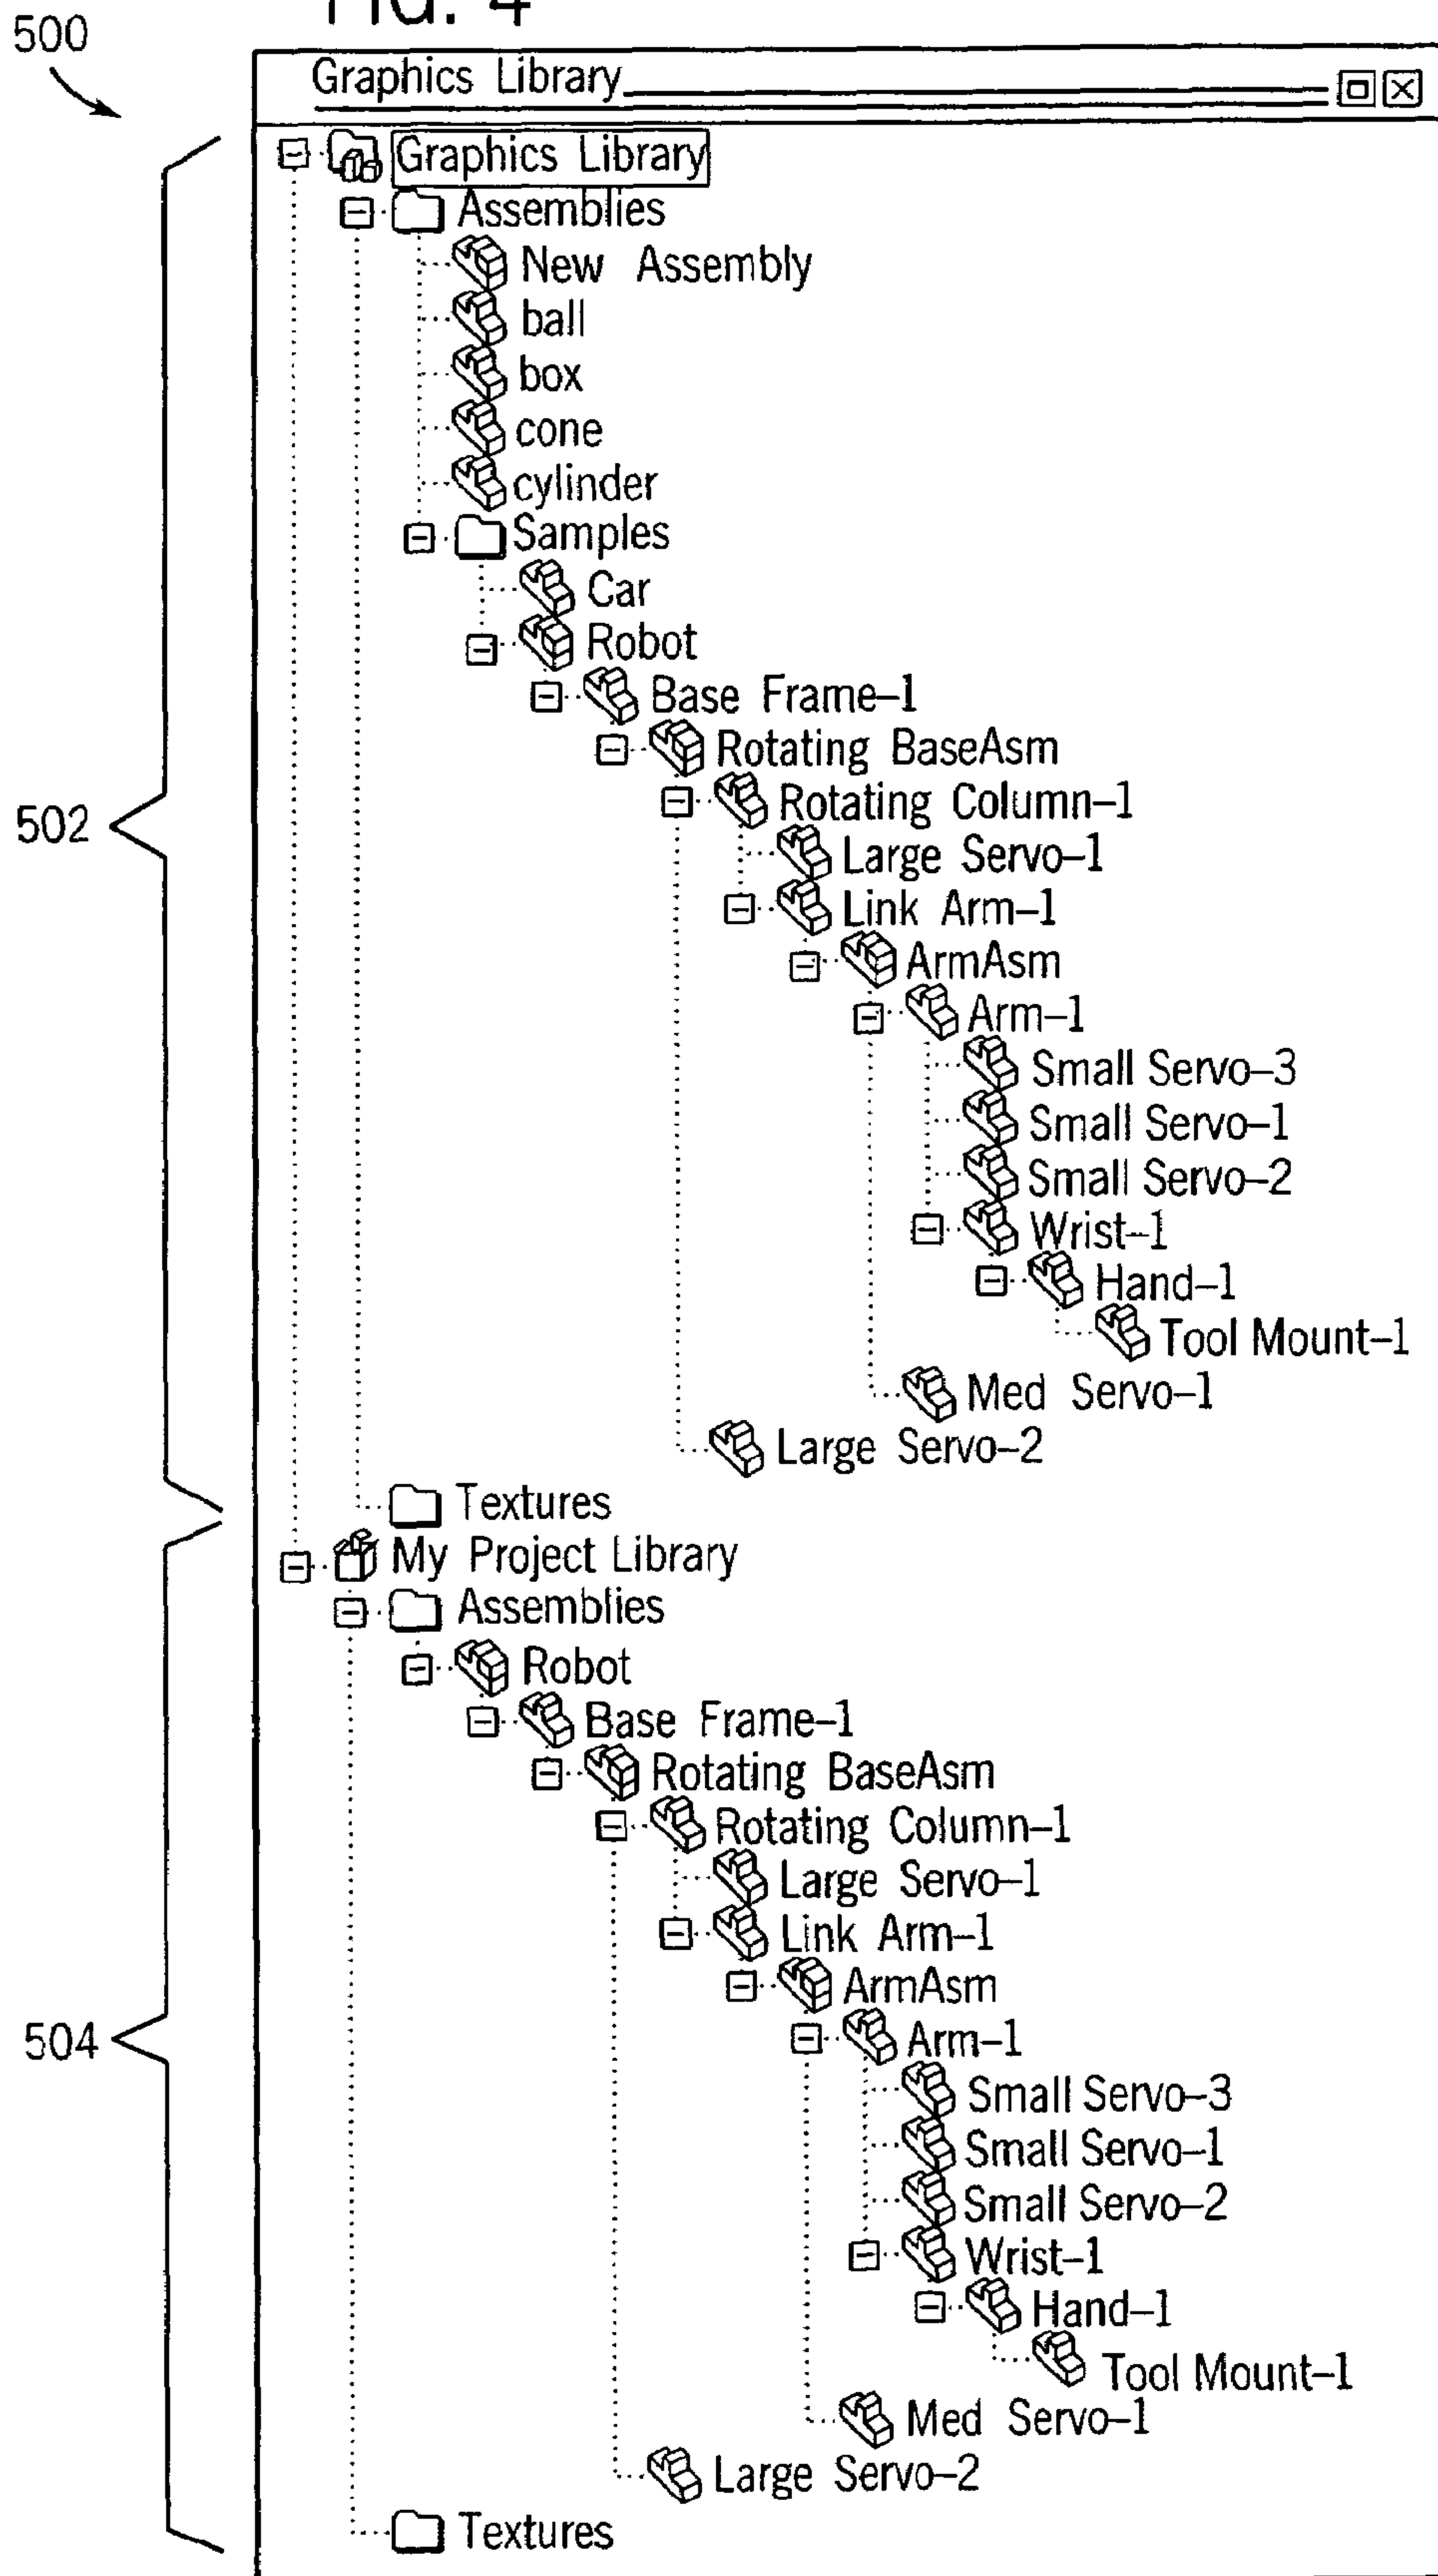 FIG. 4
500
Graphics Library
Graphics Library
Assemblies
New Assembly
ball
box
cone
cylinder
Samples
Car
Robot
Base Frame-1
Rotating BaseAsm
502
Rotating Column-1
Large Servo-1
Link Arm-1
ArmAsm
Arm-1
Small Servo-3
Small Servo-1
Small Servo-2
Wrist-1
Hand-1
Tool Mount-1
Med Servo-1
Large Servo-2
Textures
My Project Library
Assemblies
Robot
Base Frame-1
Rotating BaseAsm
Rotating Column-1
Large Servo-1
Link Arm-1
ArmAsm
504
Arm-1
Small Servo-3
Small Servo-1
Small Servo-2
Wrist-1
Hand-1
Tool Mount-1
Med Servo-1
Large Servo-2
Textures